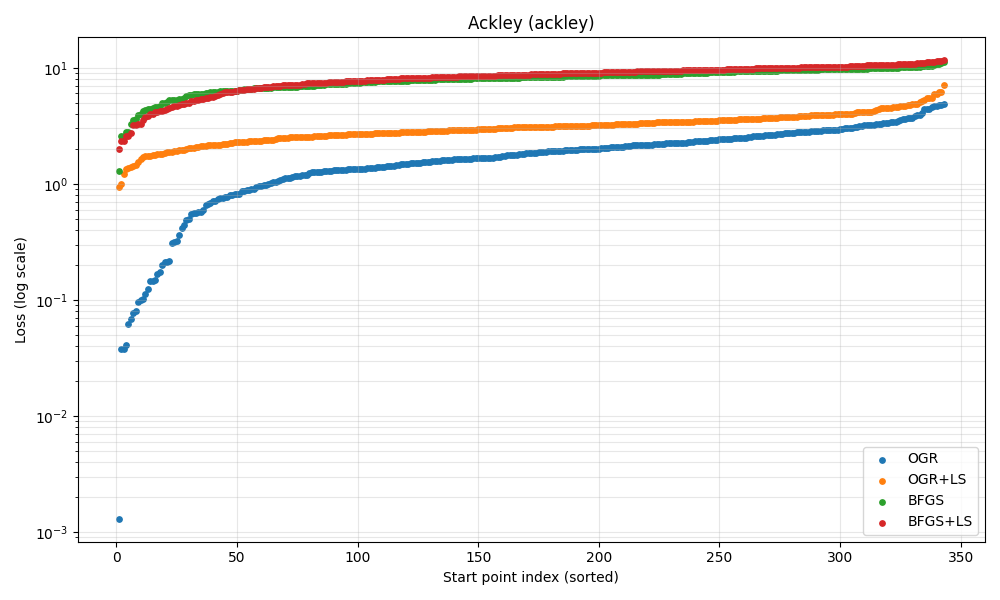 Ackley (ackley)
Loss (log scale)
10^1
10^0
10^-1
10^-2
10^-3
0 50 100 150 200 250 300 350
Start point index (sorted)
OGR
OGR+LS
BFGS
BFGS+LS